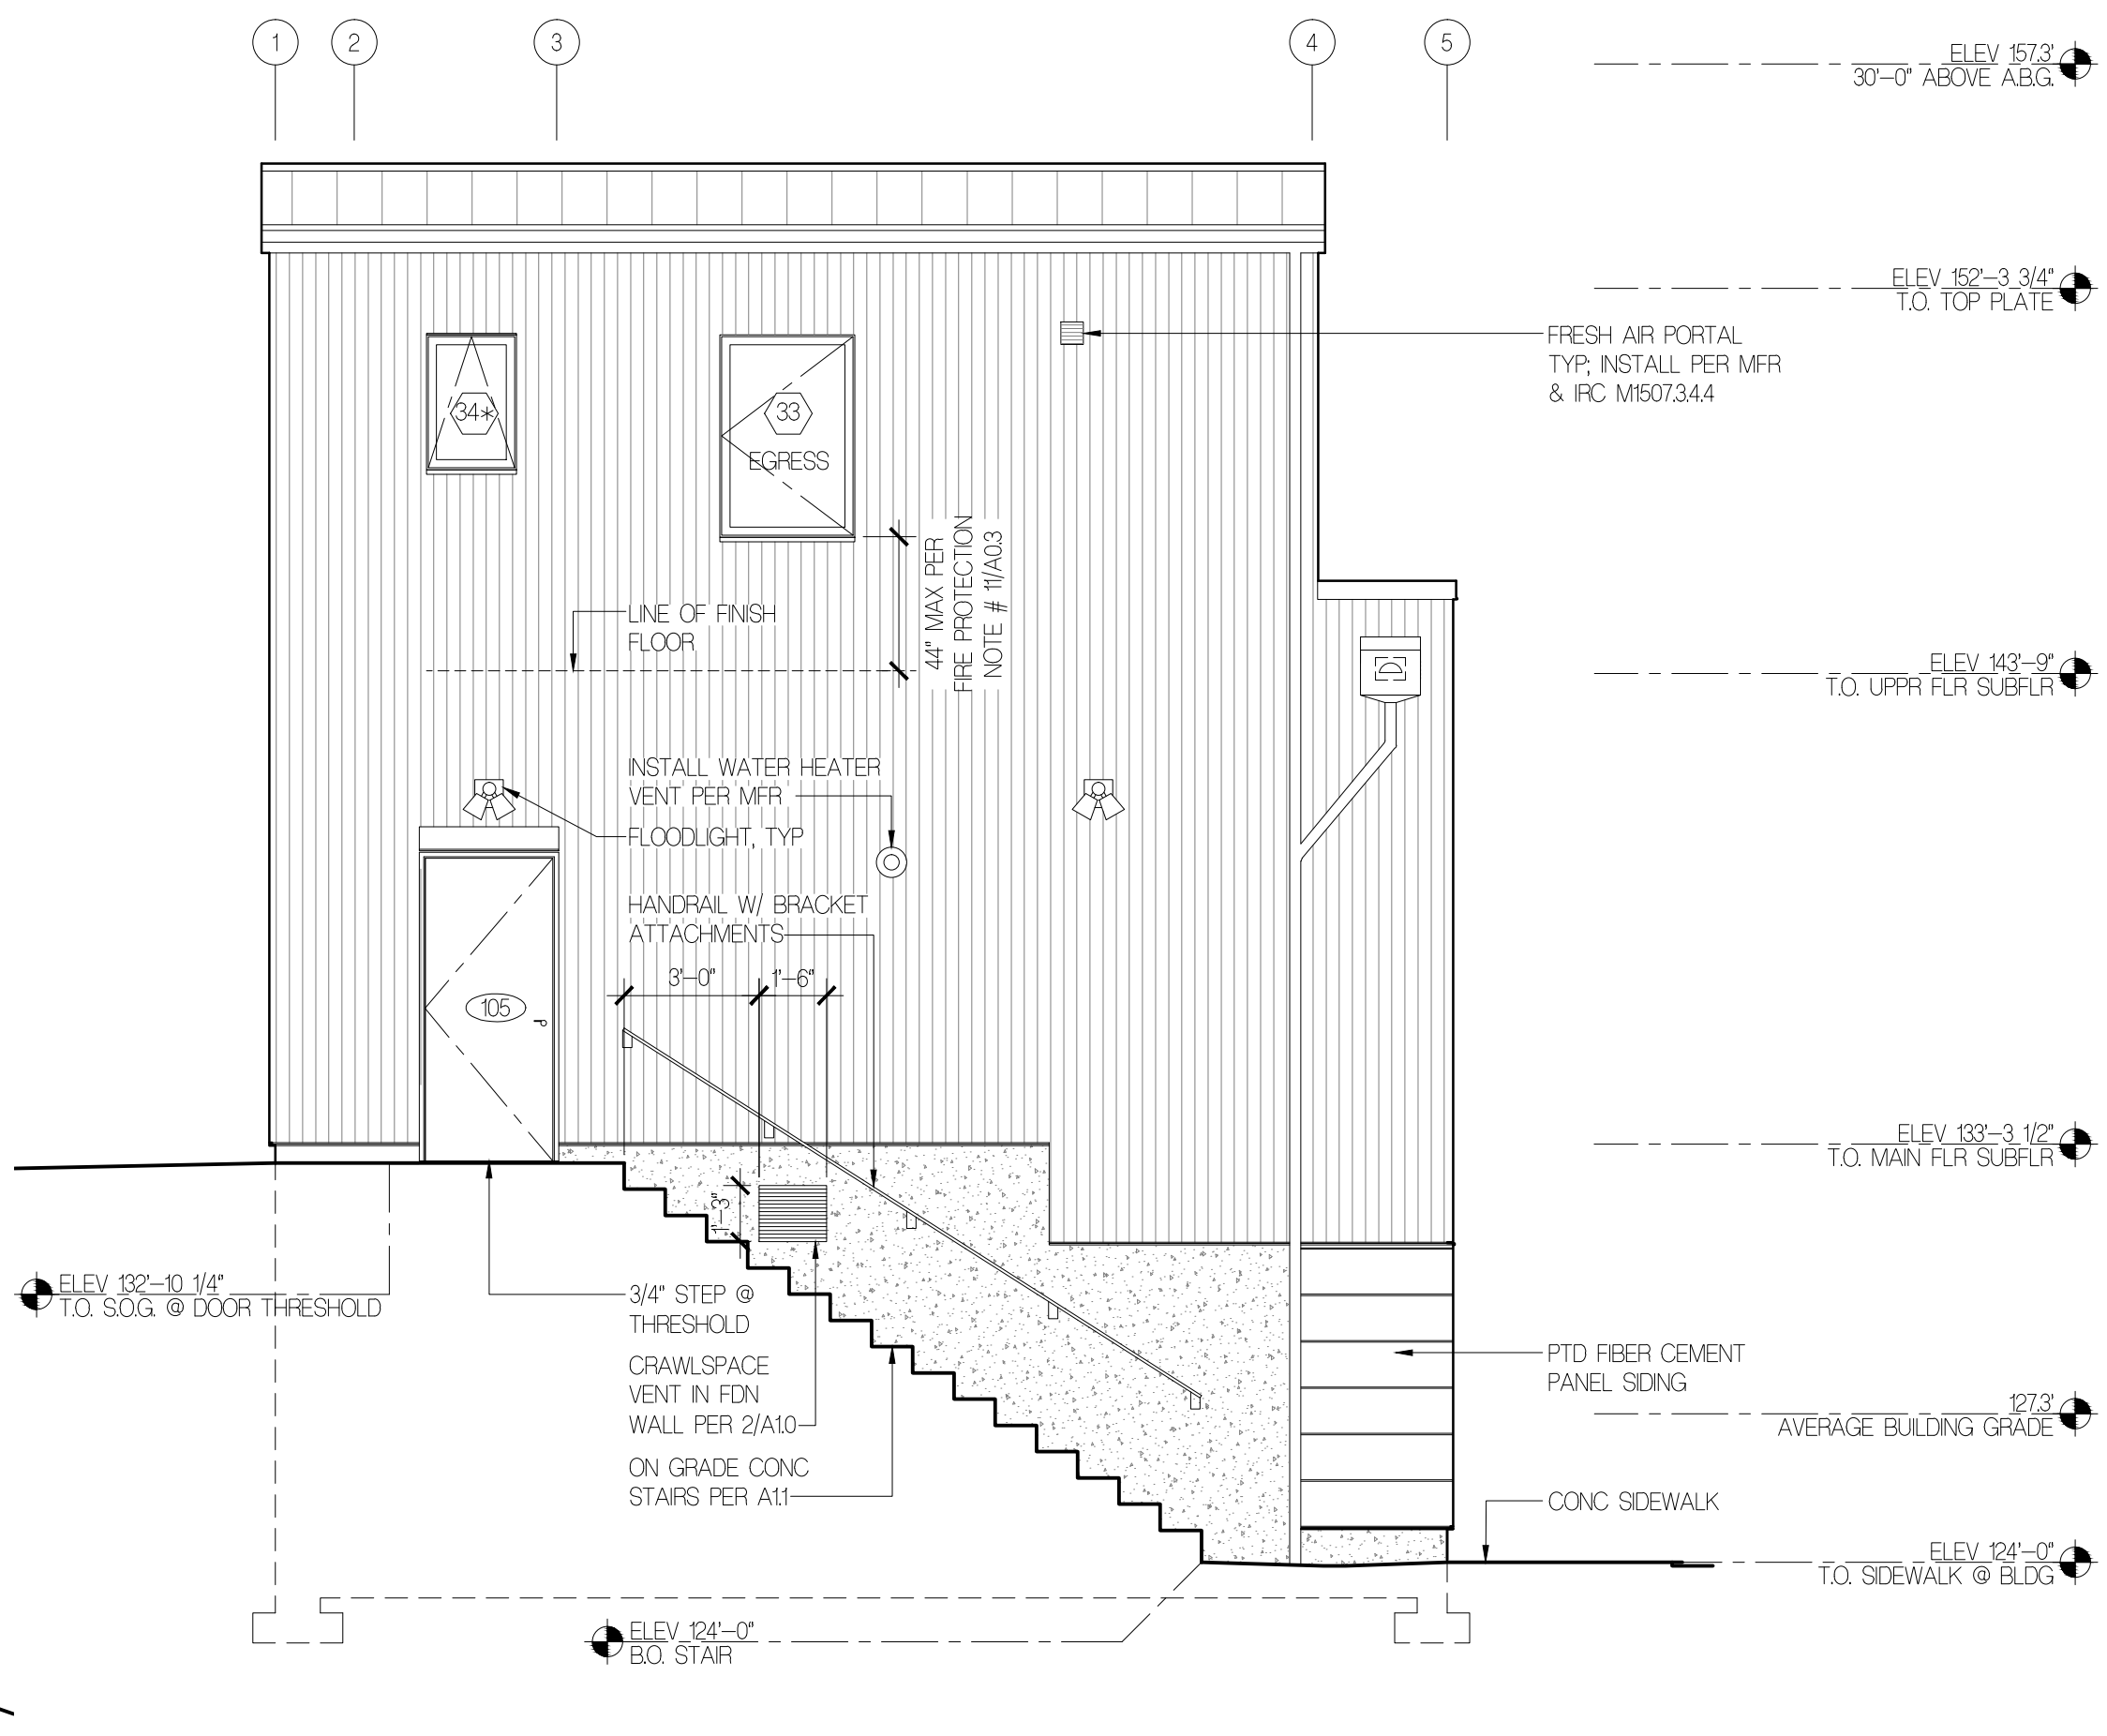 1 2 3 4 5
ELEV 157.3'
30'-0" ABOVE A.B.G.
ELEV 152'-3 3/4"
T.O. TOP PLATE
FRESH AIR PORTAL
TYP; INSTALL PER MFR
& IRC M1507.3.4.4
34*
33
EGRESS
44" MAX PER
FIRE PROTECTION
NOTE # 11/A0.3
LINE OF FINISH
FLOOR
ELEV 143'-9"
T.O. UPPR FLR SUBFLR
INSTALL WATER HEATER
VENT PER MFR
FLOODLIGHT, TYP
HANDRAIL W/ BRACKET
ATTACHMENTS
3'-0"
1'-6"
105
ELEV 133'-3 1/2"
T.O. MAIN FLR SUBFLR
1'-3"
ELEV 132'-10 1/4"
T.O. S.O.G. @ DOOR THRESHOLD
3/4" STEP @
THRESHOLD
CRAWLSPACE
VENT IN FDN
WALL PER 2/A1.0
ON GRADE CONC
STAIRS PER A1.1
PTD FIBER CEMENT
PANEL SIDING
127.3'
AVERAGE BUILDING GRADE
CONC SIDEWALK
ELEV 124'-0"
T.O. SIDEWALK @ BLDG
ELEV 124'-0"
B.O. STAIR